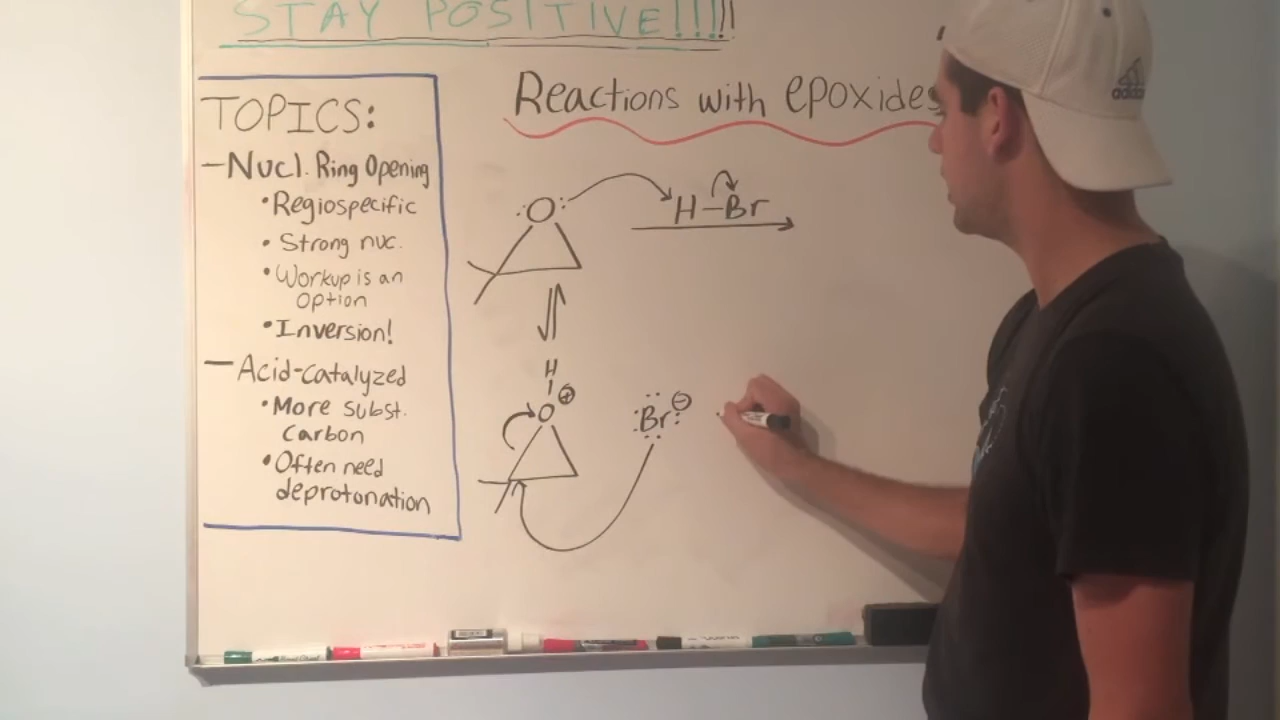 STAY POSITIVE!!!!!
Reactions with epoxides
TOPICS:
—Nucl. Ring Opening
• Regiospecific
• Strong nuc.
• Workup is an
option
• Inversion!
— Acid-catalyzed
• More subst.
Carbon
• Often need
deprotonation
:O:
H—Br
H
O⊕
:Br:⊖
adidas